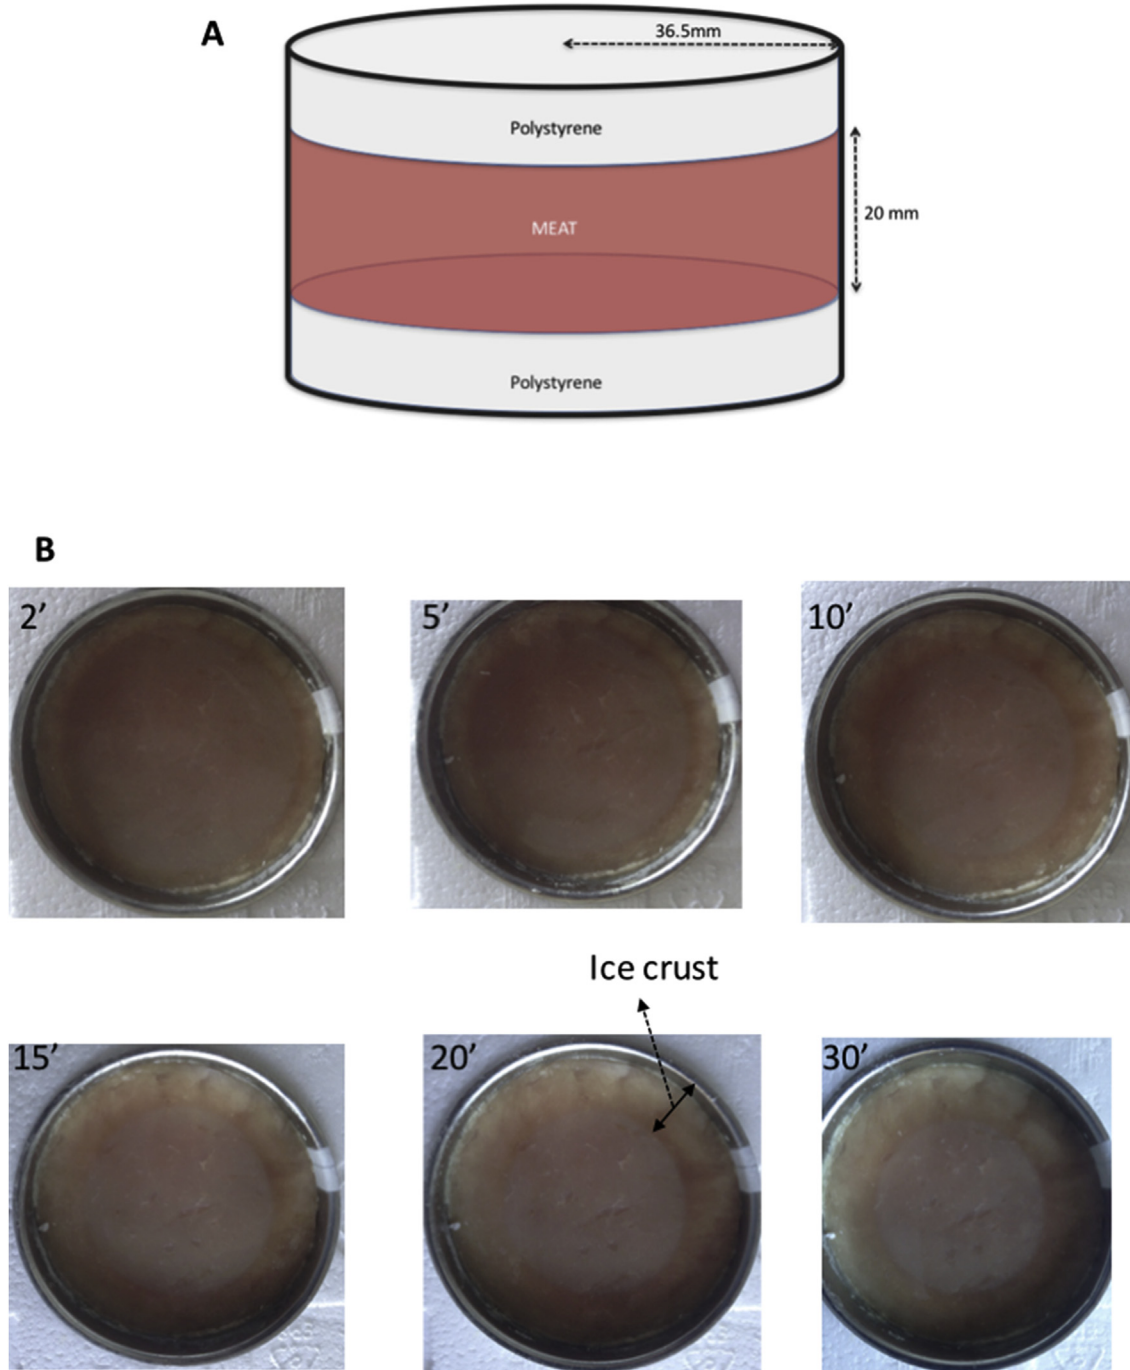 A
36.5mm
Polystyrene
20 mm
MEAT
Polystyrene
B
2’
5’
10’
Ice crust
15’
20’
30’